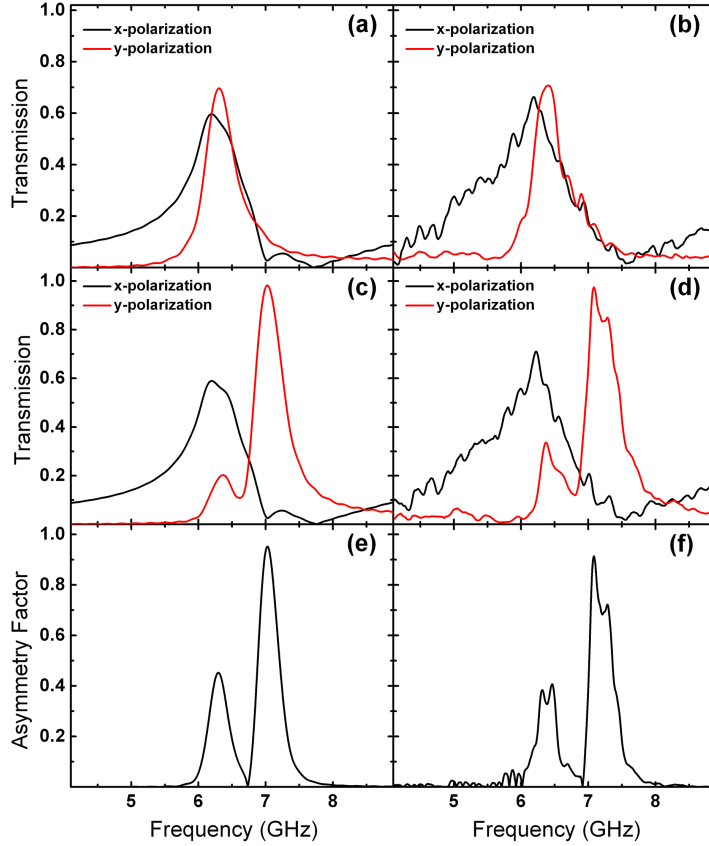 (a)
x-polarization
y-polarization
1.0
0.8
0.6
0.4
0.2
Transmission
(b)
x-polarization
y-polarization
(c)
x-polarization
y-polarization
1.0
0.8
0.6
0.4
0.2
Transmission
(d)
x-polarization
y-polarization
(e)
1.0
0.8
0.6
0.4
0.2
Asymmetry Factor
(f)
5 6 7 8
5 6 7 8
Frequency (GHz)
Frequency (GHz)